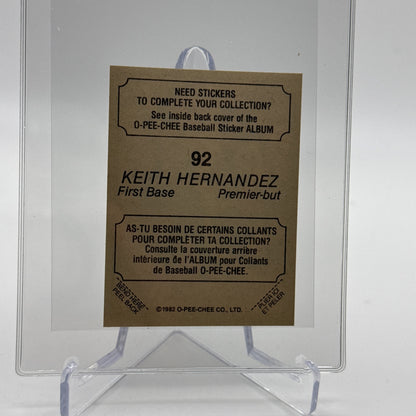 NEED STICKERS
TO COMPLETE YOUR COLLECTION?
See inside back cover of the
O-PEE-CHEE Baseball Sticker ALBUM
92
KEITH HERNANDEZ
First Base Premier-but
AS-TU BESOIN DE CERTAINS COLLANTS
POUR COMPLÉTER TA COLLECTION?
Consulte la couverture arrière
intérieure de l'ALBUM pour Collants
de Baseball O-PEE-CHEE.
BEND HERE
PEEL BACK
PLIER ICI
ET PELER
©1982 O-PEE-CHEE CO., LTD.